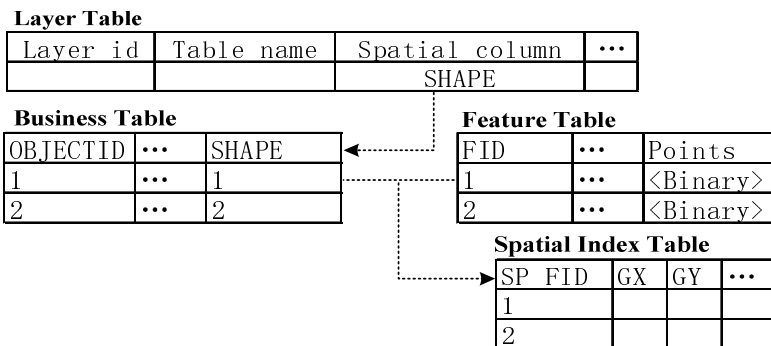 Layer Table
Layer id Table name Spatial column ...
SHAPE
Business Table
OBJECTID ... SHAPE
1 ... 1
2 ... 2
Feature Table
FID ... Points
1 ... <Binary>
2 ... <Binary>
Spatial Index Table
SP FID GX GY ...
1
2